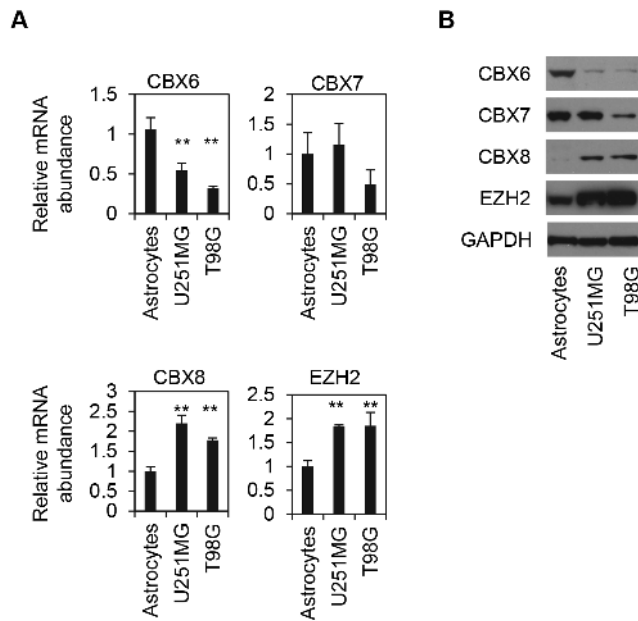 A
B
CBX6
CBX7
Relative mRNA
abundance
1.5
1
0.5
0
**
**
2
1.5
1
0.5
0
Astrocytes
U251MG
T98G
Astrocytes
U251MG
T98G
CBX8
EZH2
Relative mRNA
abundance
3
2.5
2
1.5
1
0.5
0
**
**
2.5
2
1.5
1
0.5
0
**
**
Astrocytes
U251MG
T98G
Astrocytes
U251MG
T98G
CBX6
CBX7
CBX8
EZH2
GAPDH
Astrocytes
U251MG
T98G